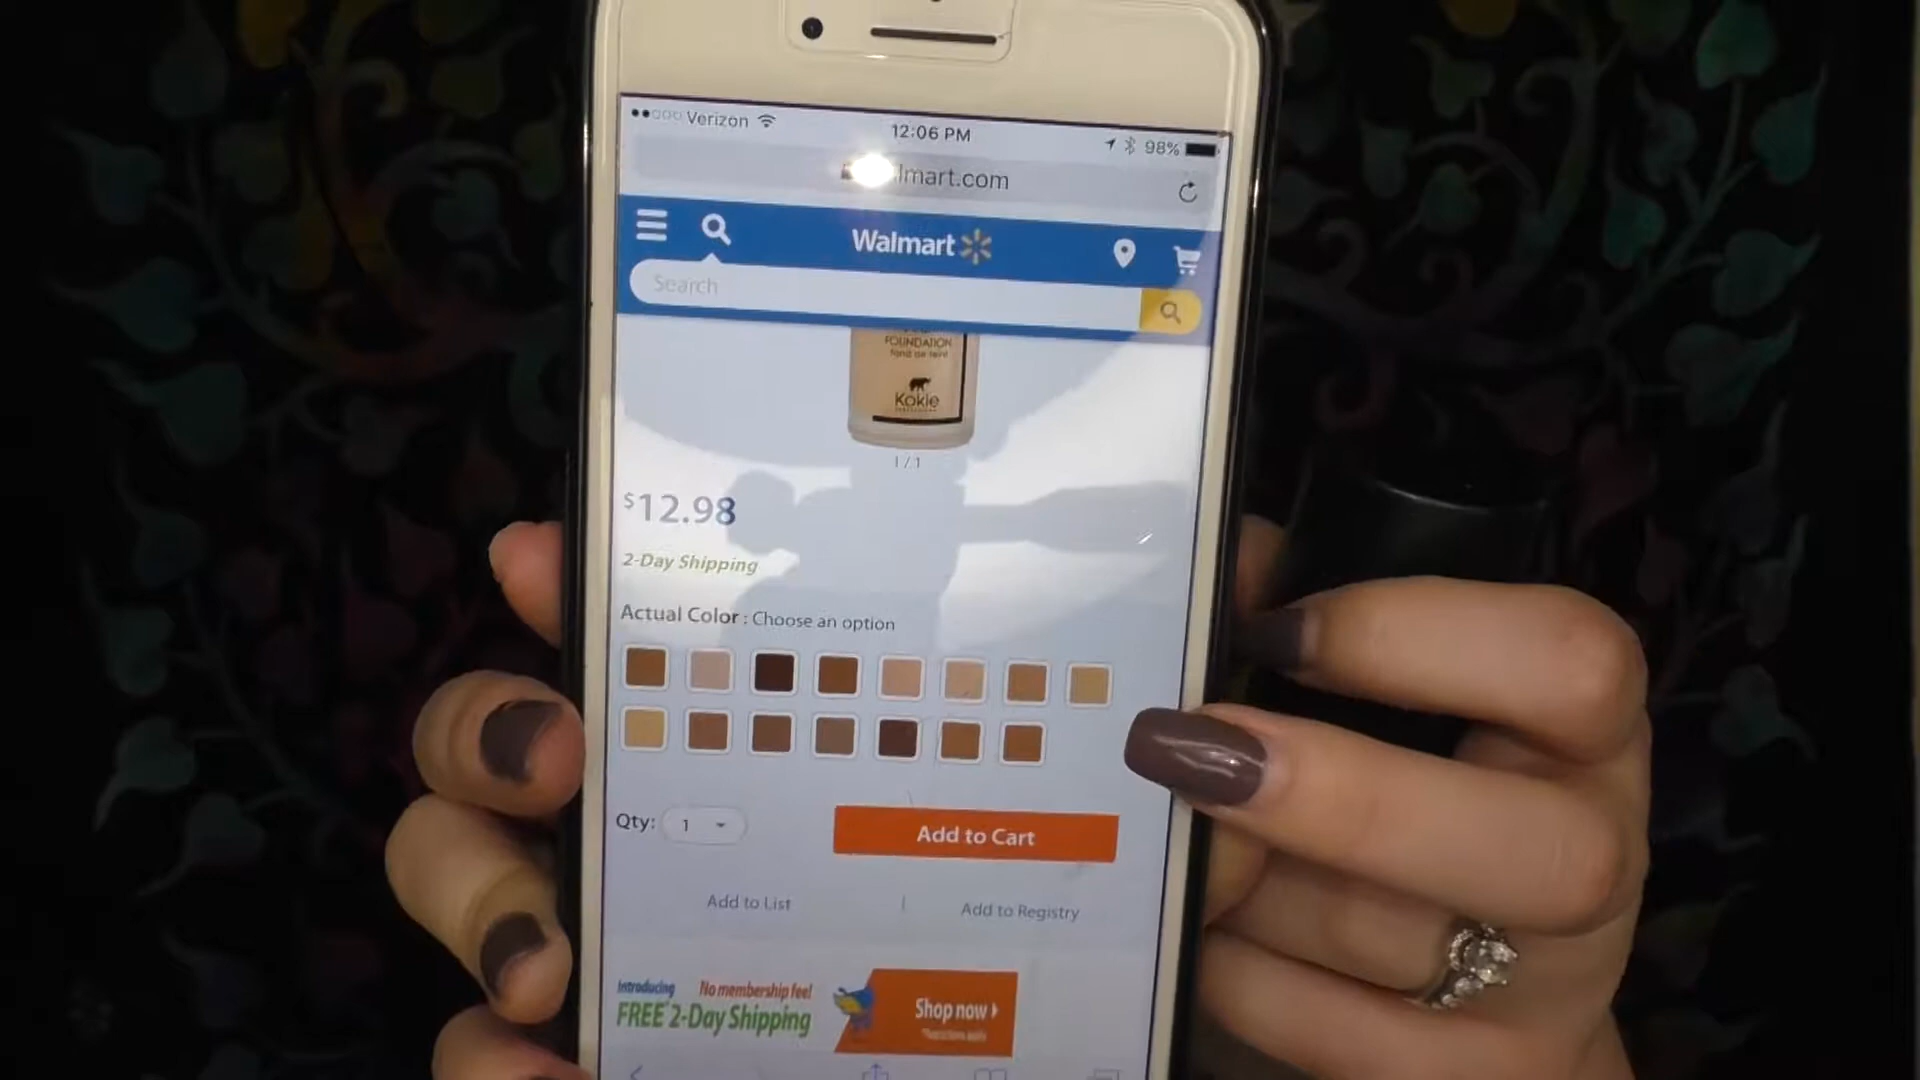 Verizon 12:06 PM 98%
lmart.com
Walmart
Search
FOUNDATION
fond de teint
Kokie
1/1
$12.98
2-Day Shipping
Actual Color : Choose an option
Qty: 1
Add to Cart
Add to List | Add to Registry
Introducing No membership fee!
FREE 2-Day Shipping
Shop now